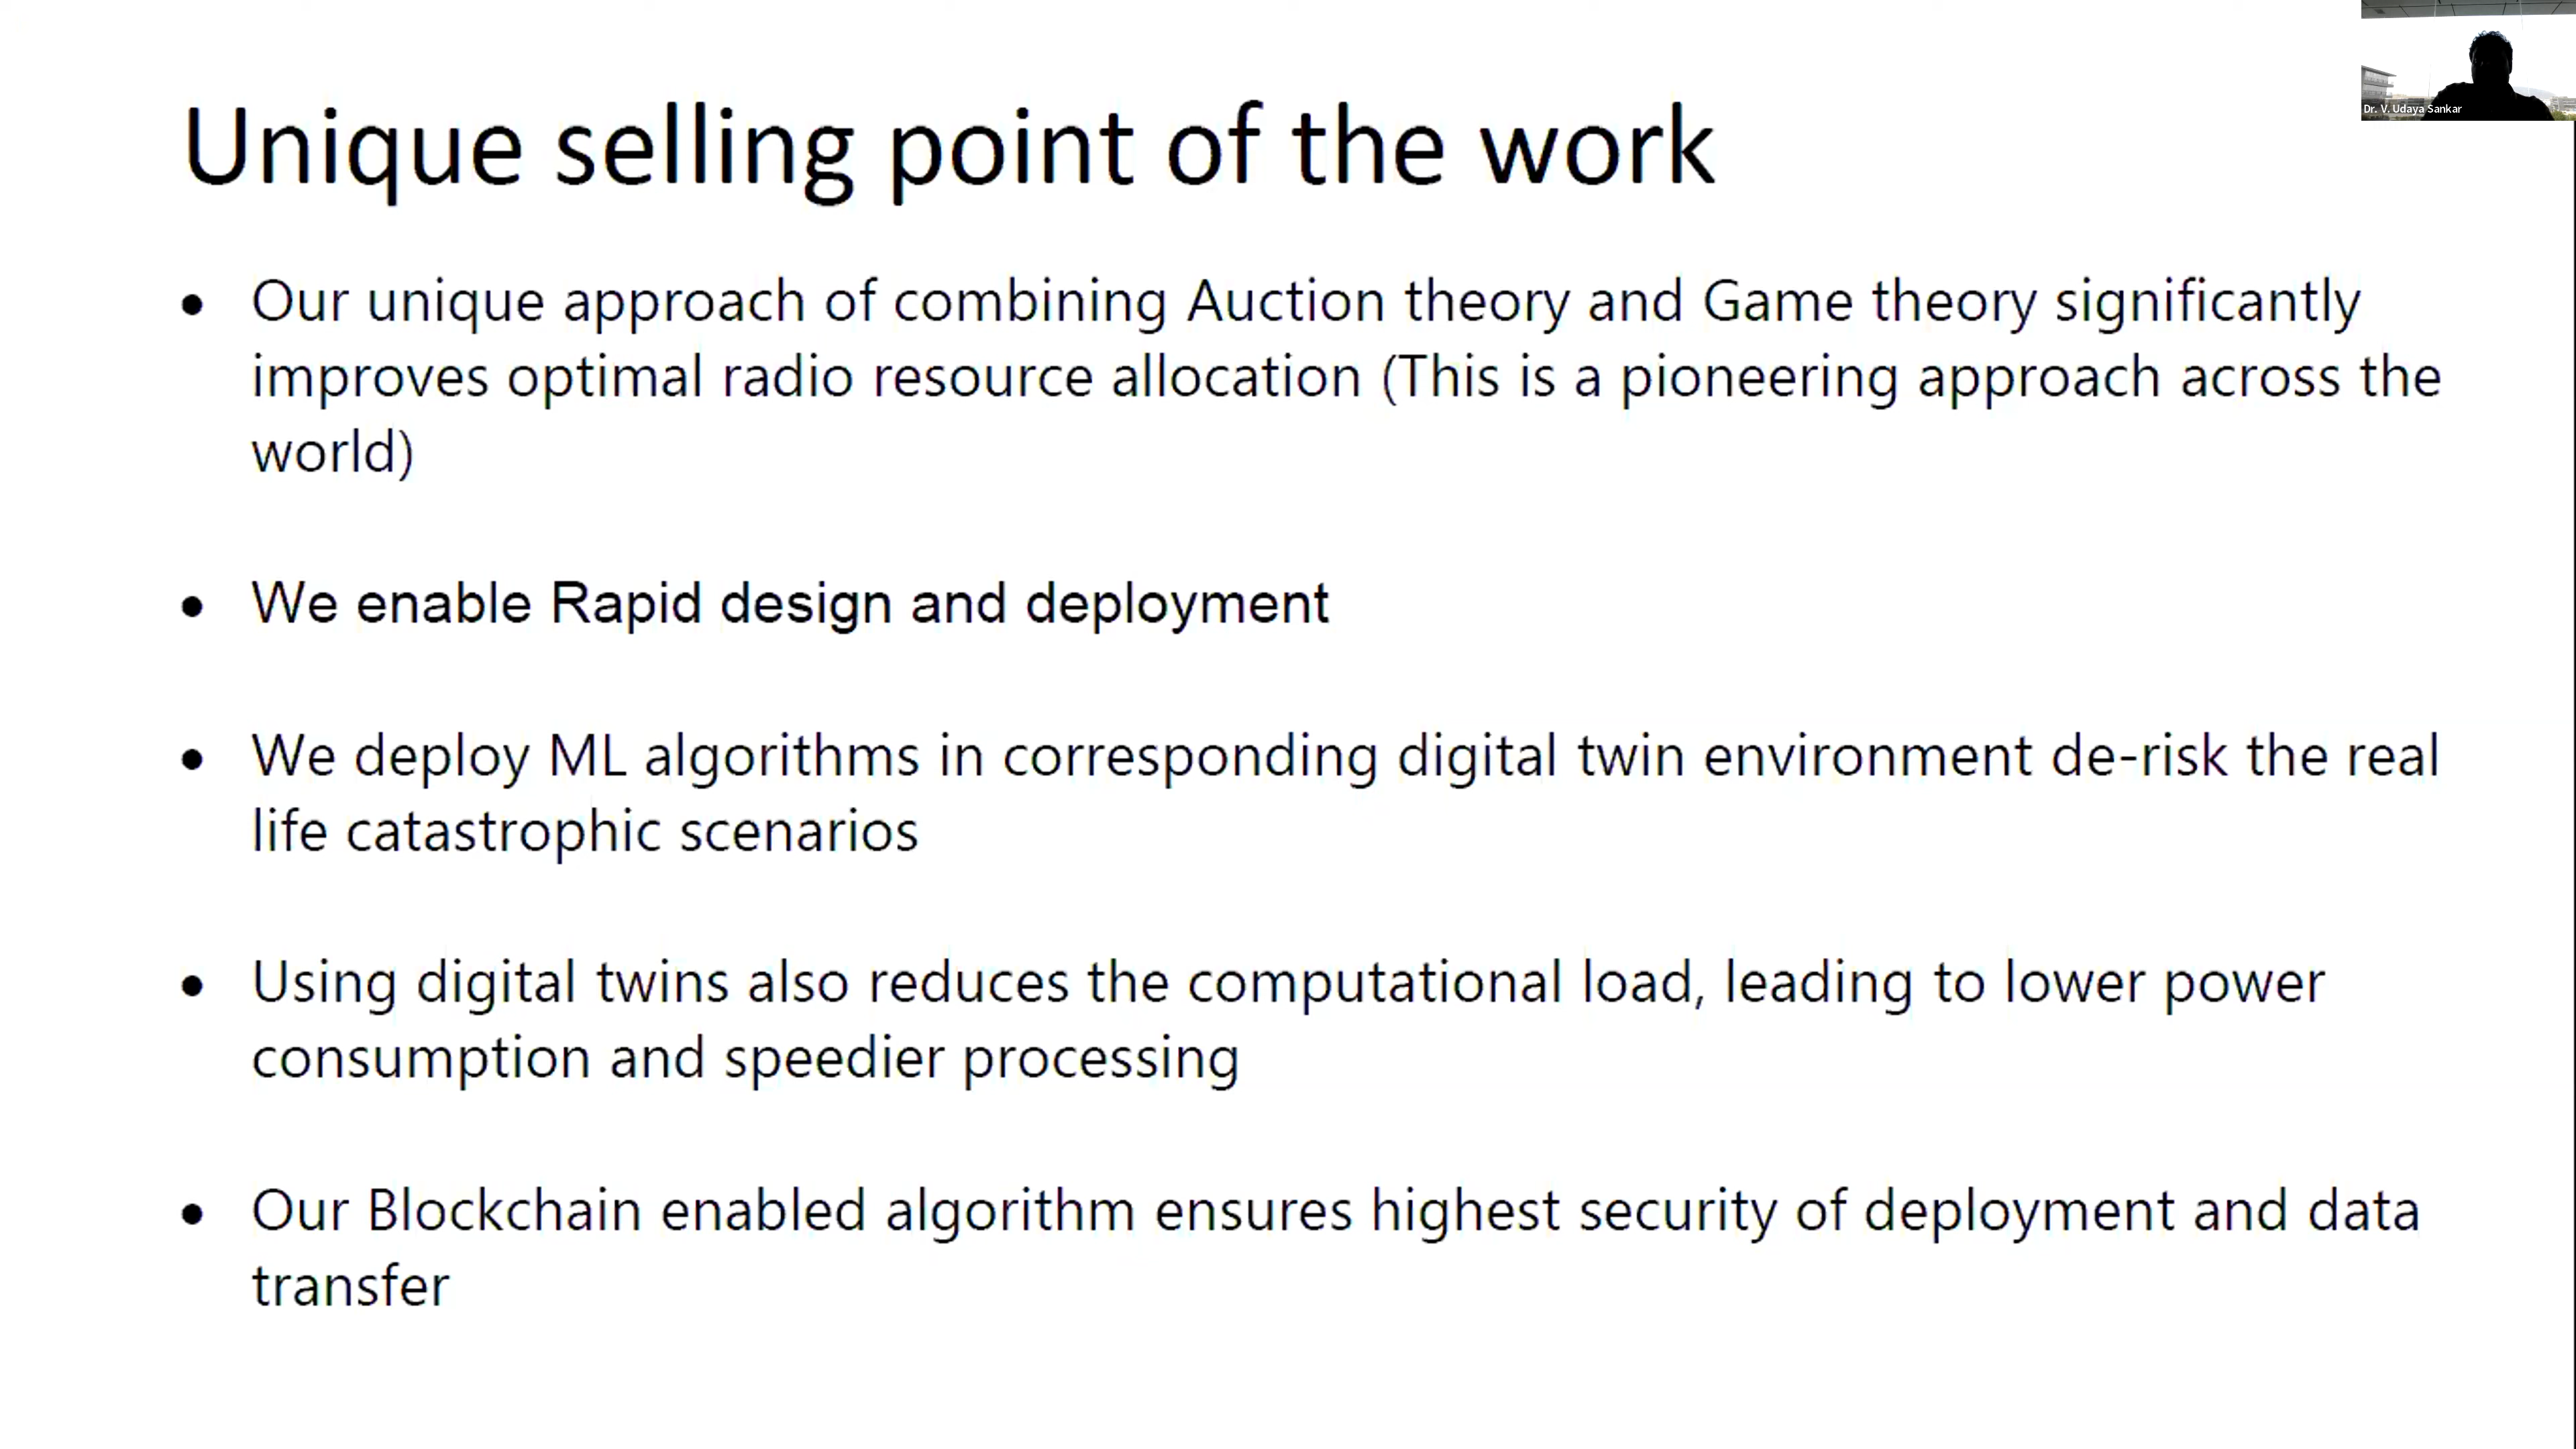 Dr. V. Udaya Sankar
Unique selling point of the work
• Our unique approach of combining Auction theory and Game theory significantly
improves optimal radio resource allocation (This is a pioneering approach across the
world)
• We enable Rapid design and deployment
• We deploy ML algorithms in corresponding digital twin environment de-risk the real
life catastrophic scenarios
• Using digital twins also reduces the computational load, leading to lower power
consumption and speedier processing
• Our Blockchain enabled algorithm ensures highest security of deployment and data
transfer